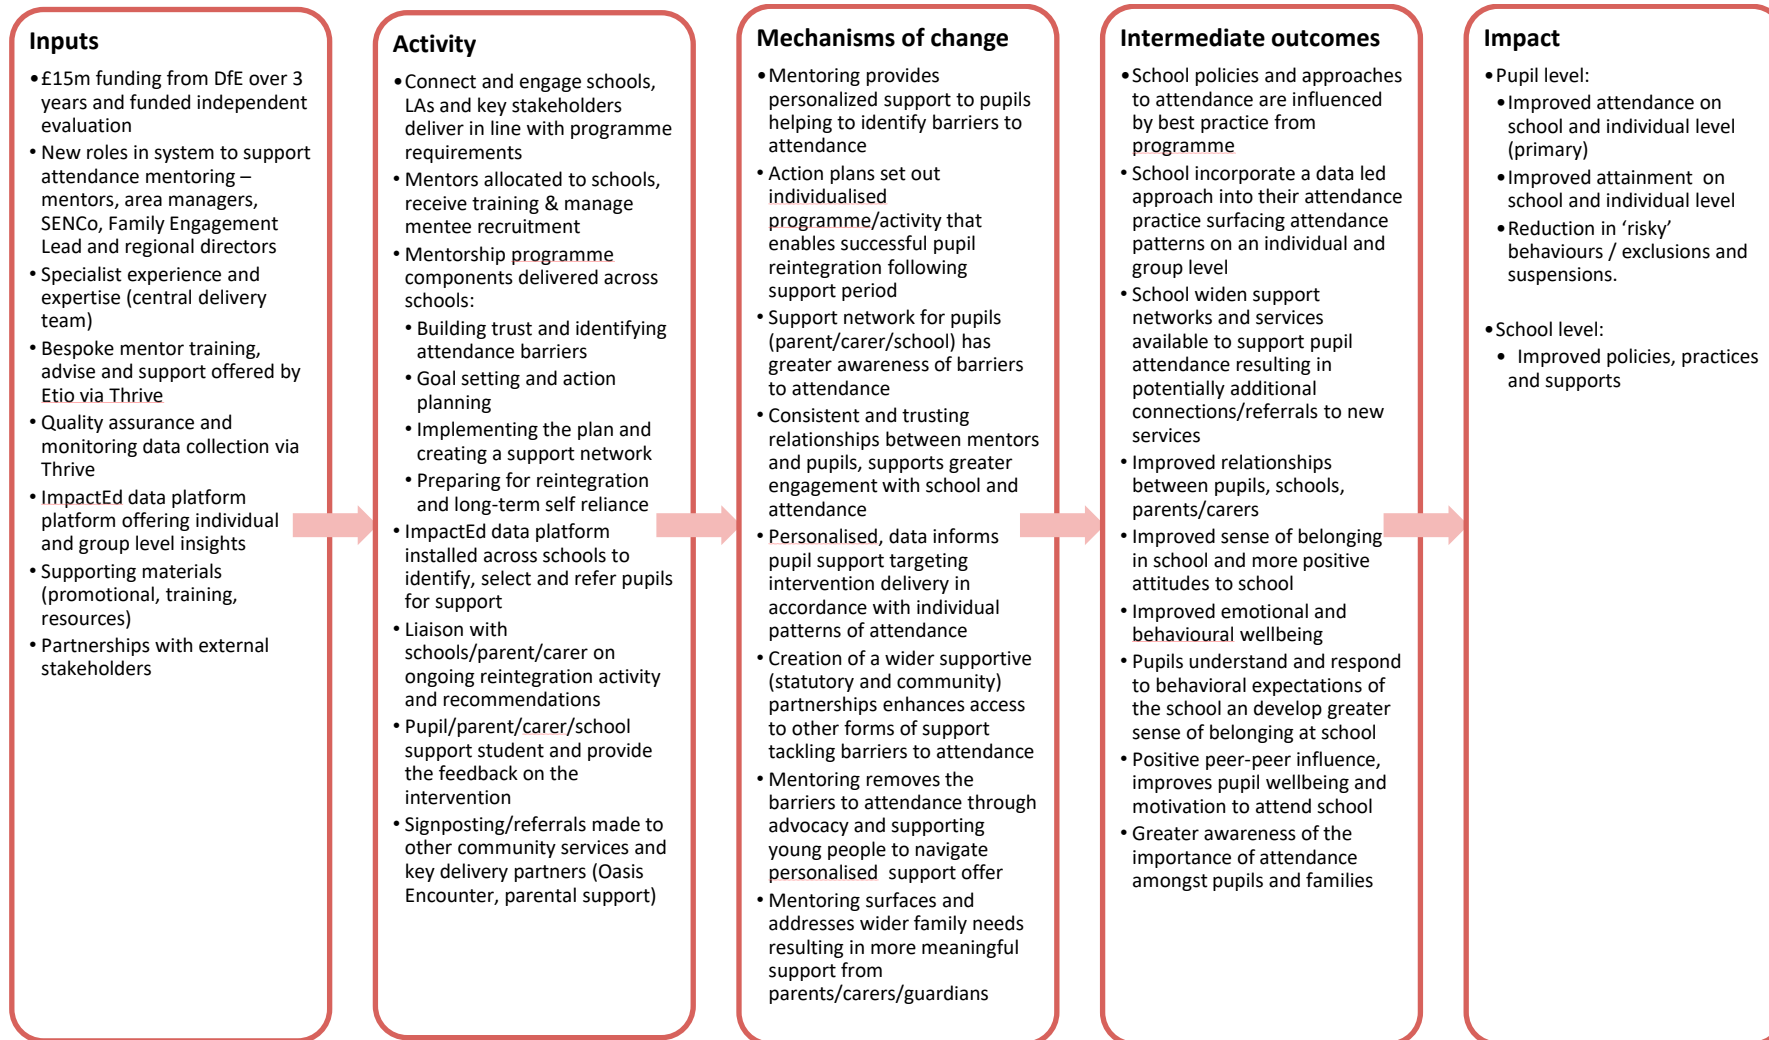 Inputs
•£15m funding from DfE over 3
years and funded independent
evaluation
• New roles in system to support
attendance mentoring –
mentors, area managers,
SENCo, Family Engagement
Lead and regional directors
• Specialist experience and
expertise (central delivery
team)
• Bespoke mentor training,
advise and support offered by
Etio via Thrive
• Quality assurance and
monitoring data collection via
Thrive
• ImpactEd data platform
platform offering individual
and group level insights
• Supporting materials
(promotional, training,
resources)
• Partnerships with external
stakeholders
Activity
•Connect and engage schools,
LAs and key stakeholders
deliver in line with programme
requirements
• Mentors allocated to schools,
receive training & manage
mentee recruitment
• Mentorship programme
components delivered across
schools:
• Building trust and identifying
attendance barriers
• Goal setting and action
planning
• Implementing the plan and
creating a support network
• Preparing for reintegration
and long-term self reliance
• ImpactEd data platform
installed across schools to
identify, select and refer pupils
for support
• Liaison with
schools/parent/carer on
ongoing reintegration activity
and recommendations
• Pupil/parent/carer/school
support student and provide
the feedback on the
intervention
• Signposting/referrals made to
other community services and
key delivery partners (Oasis
Encounter, parental support)
Mechanisms of change
•Mentoring provides
personalized support to pupils
helping to identify barriers to
attendance
• Action plans set out
individualised
programme/activity that
enables successful pupil
reintegration following
support period
• Support network for pupils
(parent/carer/school) has
greater awareness of barriers
to attendance
• Consistent and trusting
relationships between mentors
and pupils, supports greater
engagement with school and
attendance
• Personalised, data informs
pupil support targeting
intervention delivery in
accordance with individual
patterns of attendance
• Creation of a wider supportive
(statutory and community)
partnerships enhances access
to other forms of support
tackling barriers to attendance
• Mentoring removes the
barriers to attendance through
advocacy and supporting
young people to navigate
personalised support offer
• Mentoring surfaces and
addresses wider family needs
resulting in more meaningful
support from
parents/carers/guardians
Intermediate outcomes
•School policies and approaches
to attendance are influenced
by best practice from
programme
• School incorporate a data led
approach into their attendance
practice surfacing attendance
patterns on an individual and
group level
• School widen support
networks and services
available to support pupil
attendance resulting in
potentially additional
connections/referrals to new
services
• Improved relationships
between pupils, schools,
parents/carers
• Improved sense of belonging
in school and more positive
attitudes to school
• Improved emotional and
behavioural wellbeing
• Pupils understand and respond
to behavioral expectations of
the school an develop greater
sense of belonging at school
• Positive peer-peer influence,
improves pupil wellbeing and
motivation to attend school
• Greater awareness of the
importance of attendance
amongst pupils and families
Impact
•Pupil level:
•Improved attendance on
school and individual level
(primary)
•Improved attainment on
school and individual level
•Reduction in ‘risky’
behaviours / exclusions and
suspensions.
•School level:
• Improved policies, practices
and supports